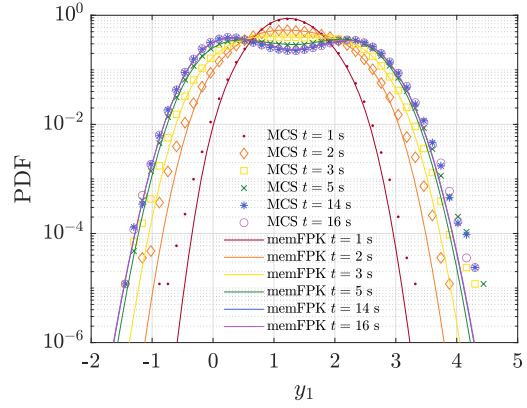 10^0
10^-2
10^-4
10^-6
PDF
MCS t = 1 s
MCS t = 2 s
MCS t = 3 s
MCS t = 5 s
MCS t = 14 s
MCS t = 16 s
memFPK t = 1 s
memFPK t = 2 s
memFPK t = 3 s
memFPK t = 5 s
memFPK t = 14 s
memFPK t = 16 s
-2 -1 0 1 2 3 4 5
y_1